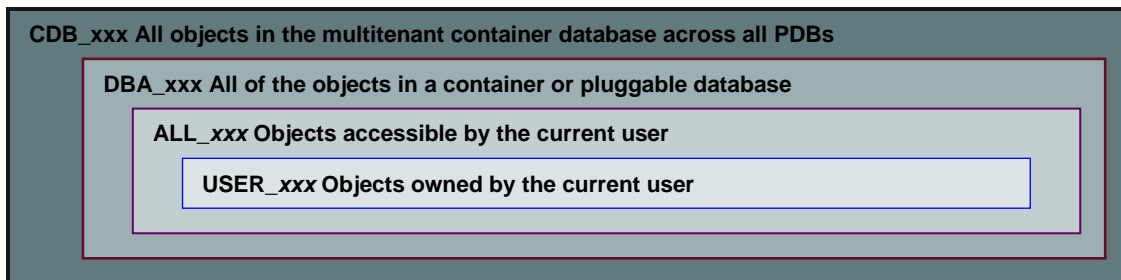 CDB_xxx All objects in the multitenant container database across all PDBs
DBA_xxx All of the objects in a container or pluggable database
ALL_xxx Objects accessible by the current user
USER_xxx Objects owned by the current user